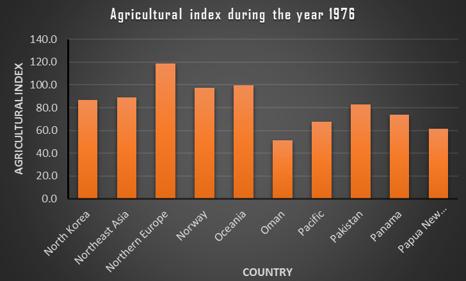 Agricultural index during the year 1976
AGRICULTURAL INDEX
140.0
120.0
100.0
80.0
60.0
40.0
20.0
0.0
North Korea
Northeast Asia
Northern Europe
Norway
Oceania
Oman
Pacific
Pakistan
Panama
Papua New...
COUNTRY